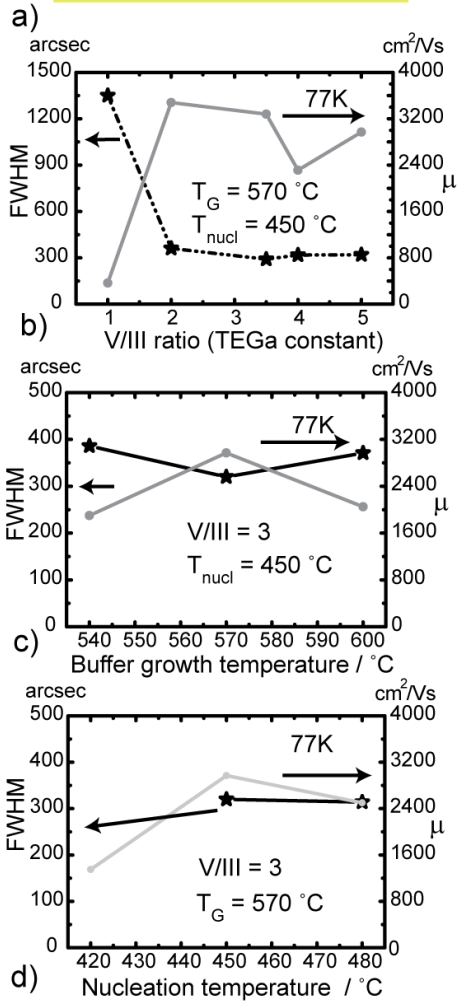 a)
arcsec cm²/Vs
1500 4000
1200 77K 3200
900 2400
FWHM μ
T_G = 570 °C
600 1600
T_nucl = 450 °C
300 800
0 0
1 2 3 4 5
V/III ratio (TEGa constant)
b)
arcsec cm²/Vs
500 4000
400 77K 3200
300 2400
FWHM μ
200 V/III = 3 1600
T_nucl = 450 °C
100 800
0 0
540 550 560 570 580 590 600
c)
Buffer growth temperature / °C
arcsec cm²/Vs
500 4000
77K
400 3200
300 2400
FWHM μ
200 V/III = 3 1600
100 T_G = 570 °C 800
0 0
420 430 440 450 460 470 480
d) Nucleation temperature / °C